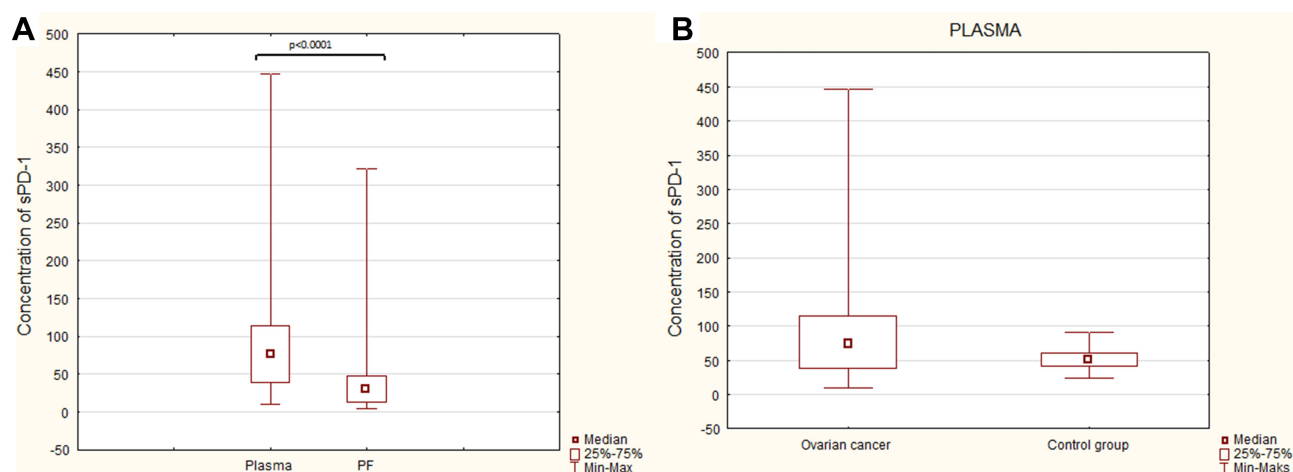 A
500
450
400
350
300
250
200
150
100
50
0
-50
Concentration of sPD-1
p<0.0001
Plasma
PF
Median
25%-75%
Min-Max
B
PLASMA
500
450
400
350
300
250
200
150
100
50
0
-50
Concentration of sPD-1
Ovarian cancer
Control group
Median
25%-75%
Min-Maks